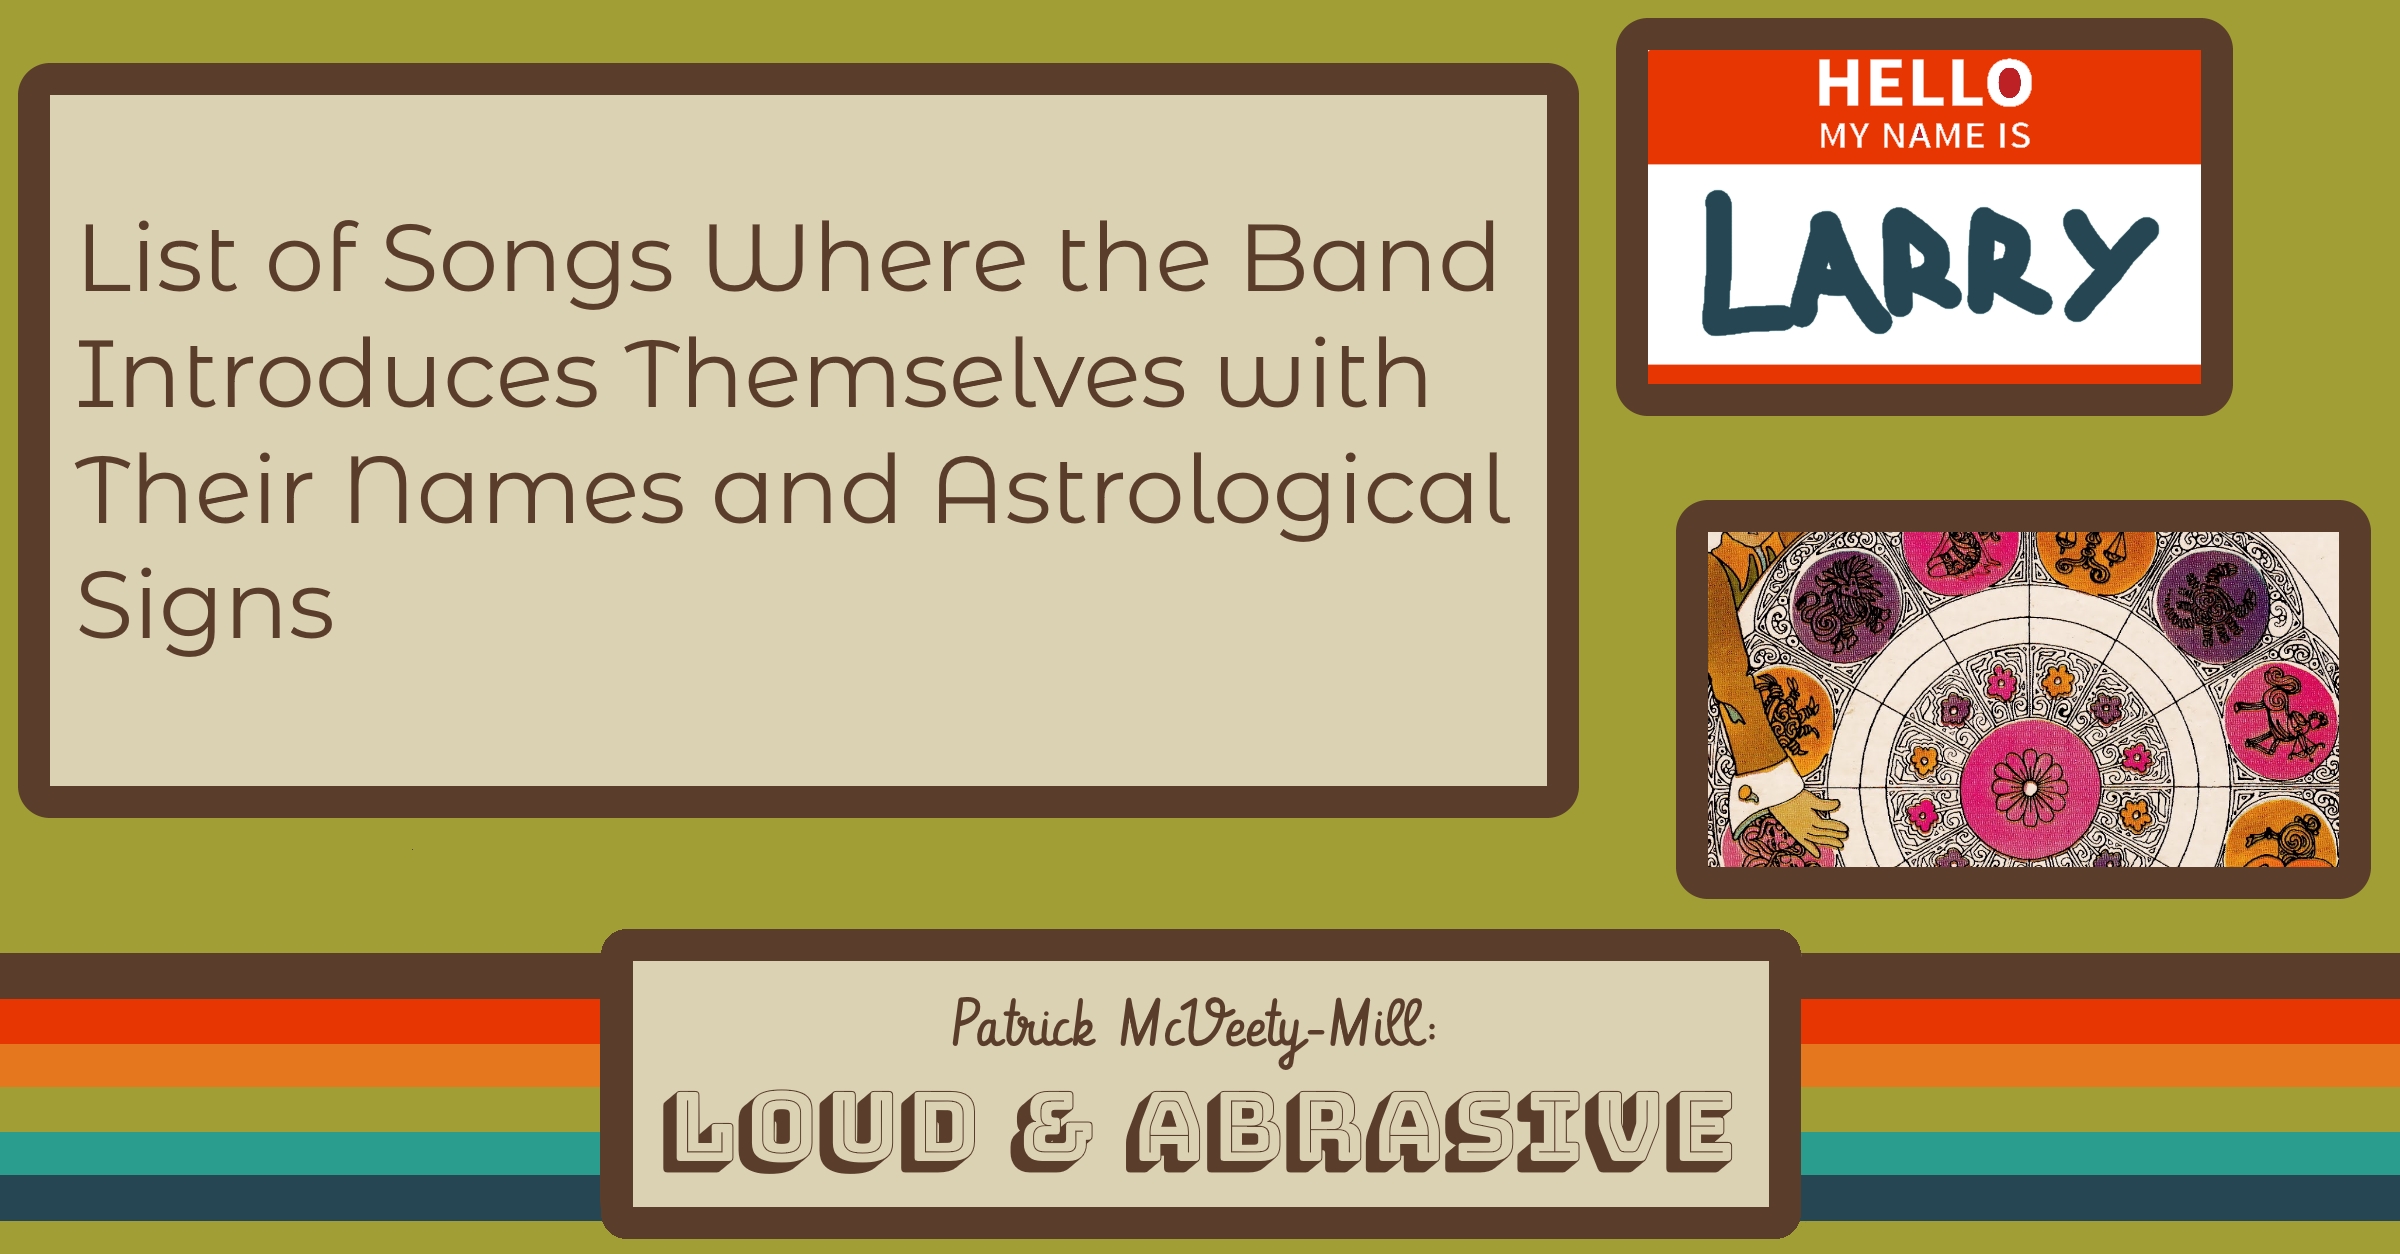 List of Songs Where the Band
Introduces Themselves with
Their Names and Astrological
Signs
HELLO
MY NAME IS
LARRY
Patrick McVeety-Mill:
LOUD & ABRASIVE